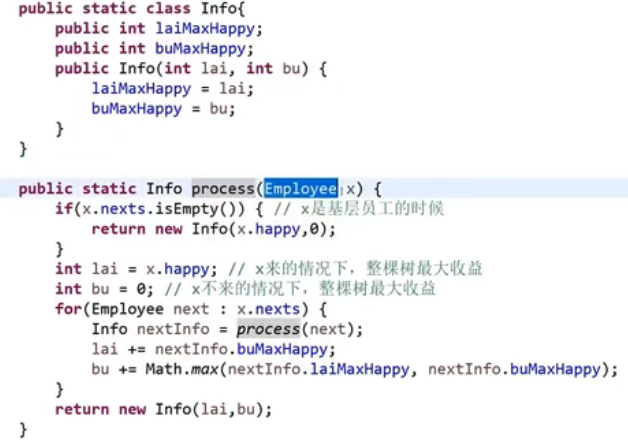 public static class Info{
public int laiMaxHappy;
public int buMaxHappy;
public Info(int lai, int bu) {
laiMaxHappy = lai;
buMaxHappy = bu;
}
}
public static Info process(Employee x) {
if(x.nexts.isEmpty()) { // x是基层员工的时候
return new Info(x.happy,0);
}
int lai = x.happy; // x来的情况下，整棵树最大收益
int bu = 0; // x不来的情况下，整棵树最大收益
for(Employee next : x.nexts) {
Info nextInfo = process(next);
lai += nextInfo.buMaxHappy;
bu += Math.max(nextInfo.laiMaxHappy, nextInfo.buMaxHappy);
}
return new Info(lai,bu);
}